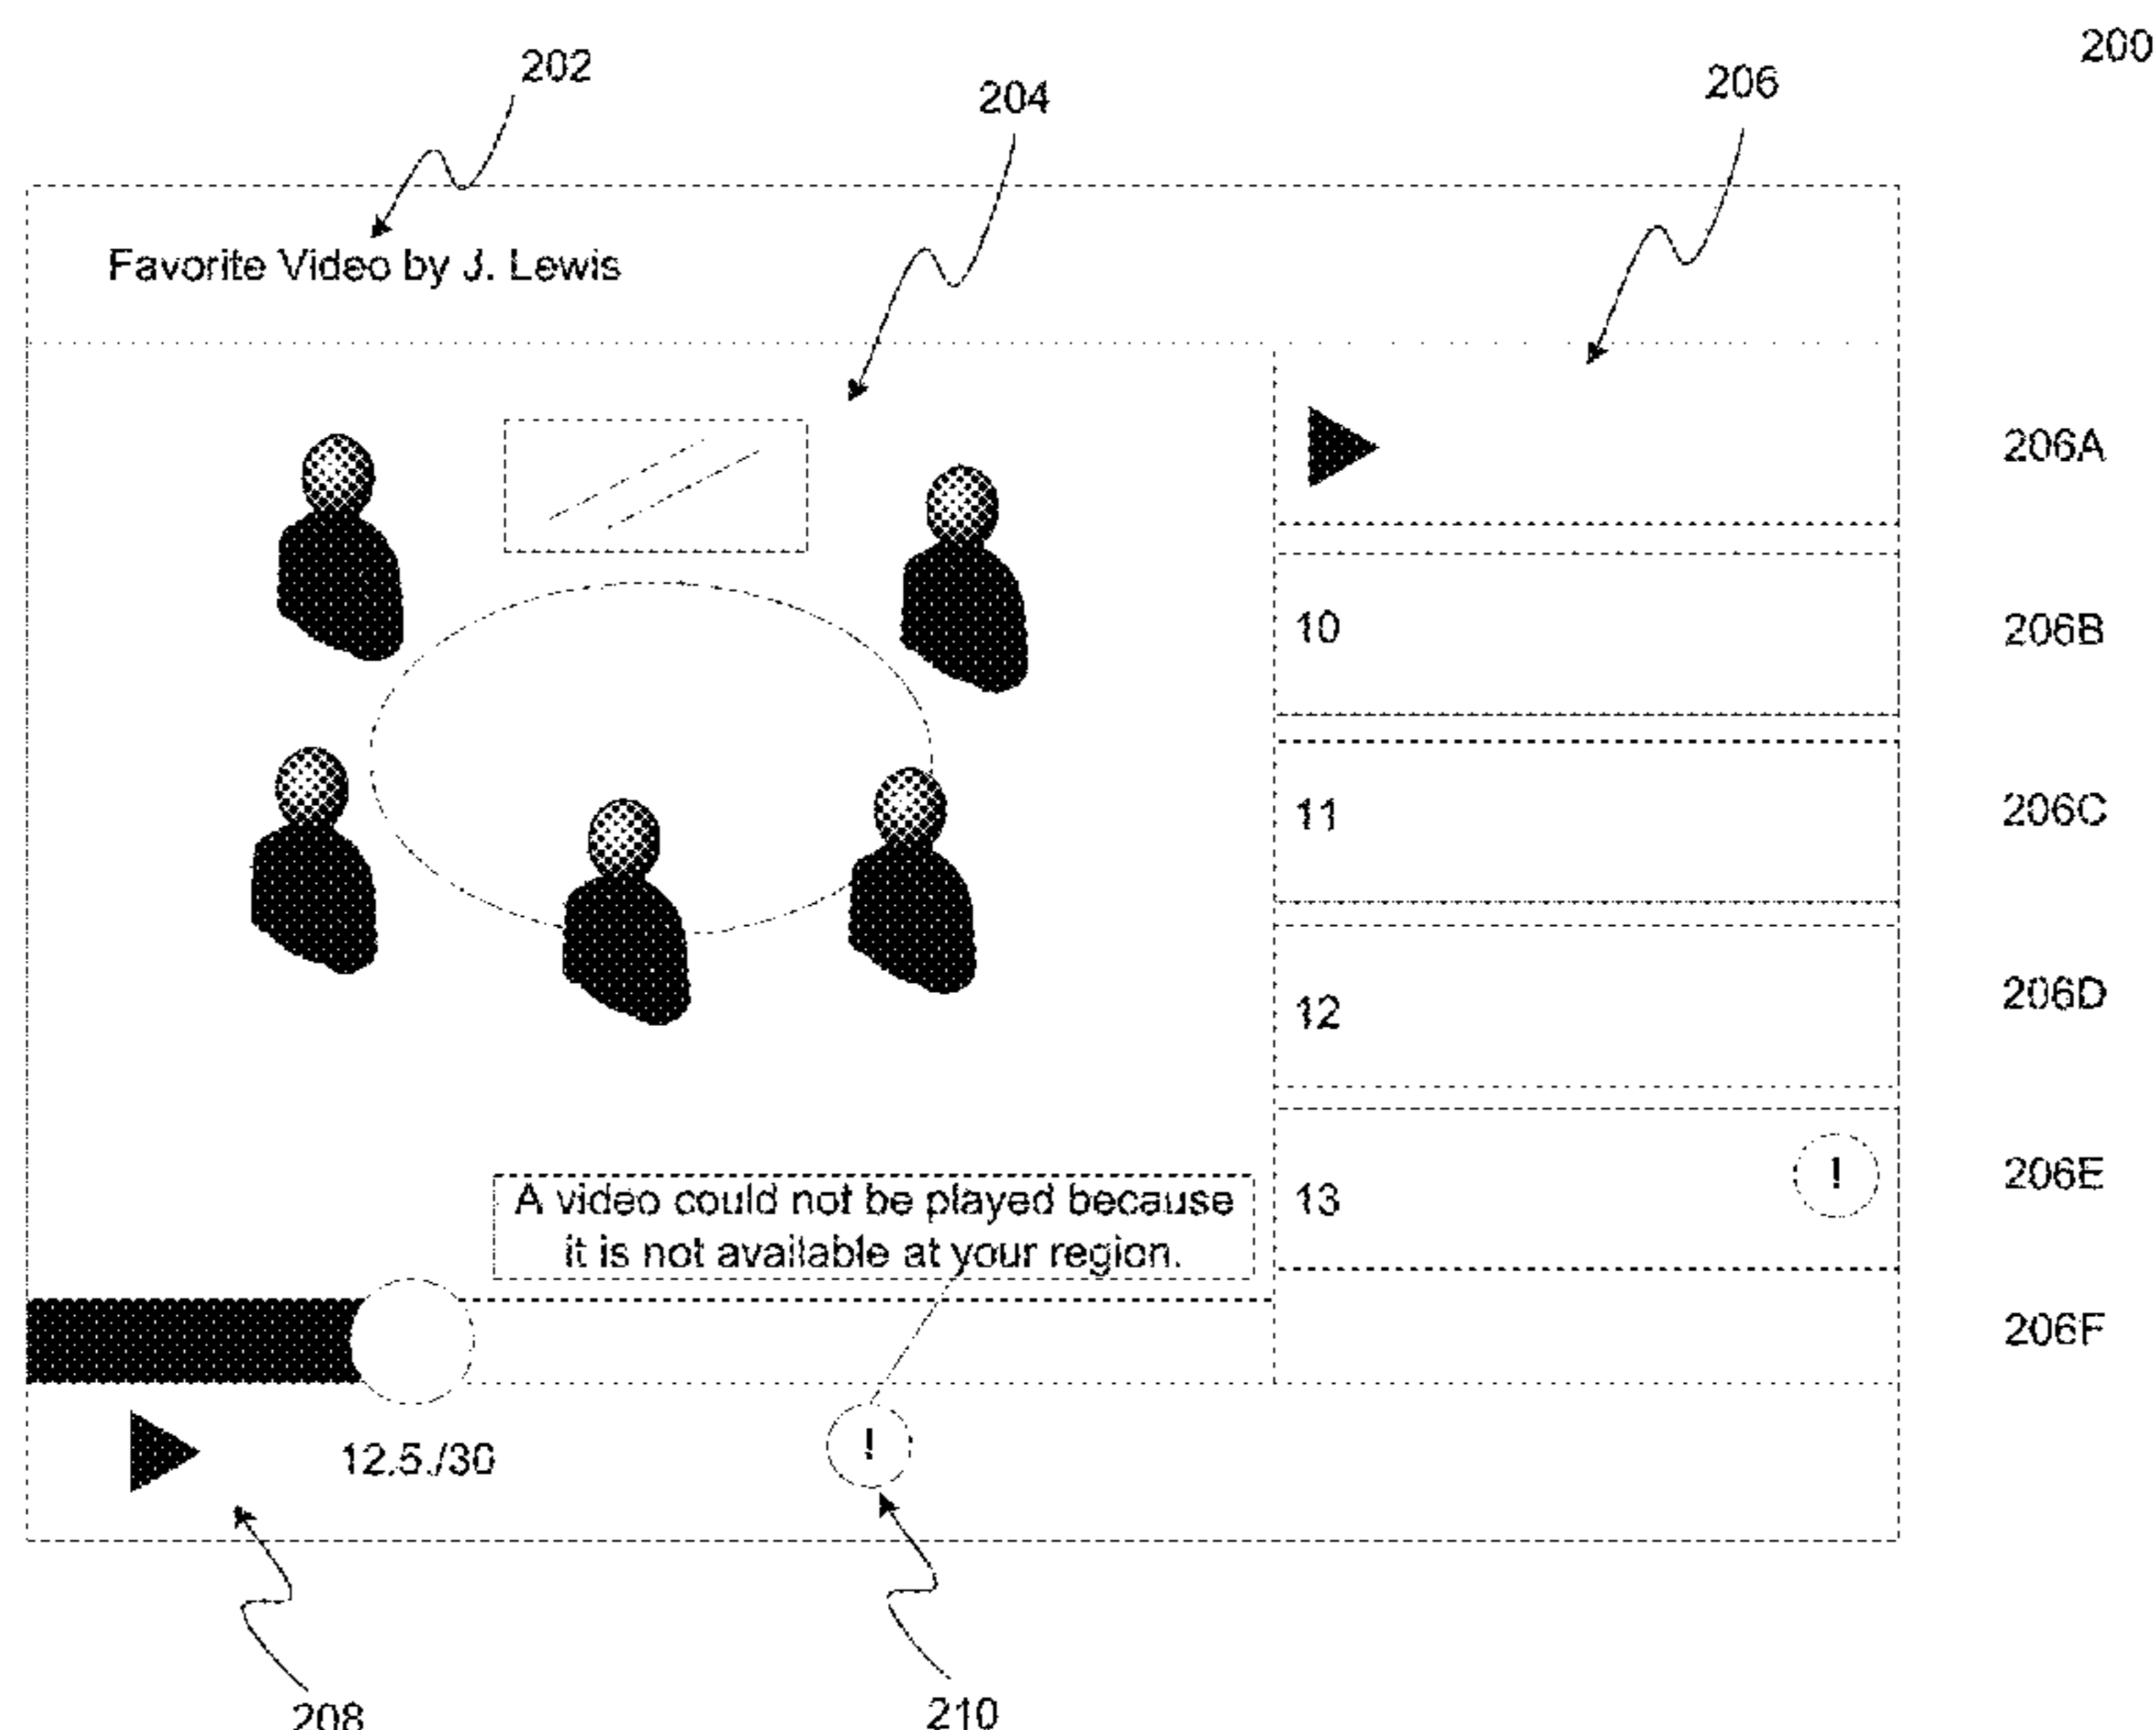 200
202
204
206
Favorite Video by J. Lewis
206A
10
206B
11
206C
12
206D
13
!
206E
A video could not be played because
it is not available at your region.
206F
12.5./30
!
208
210